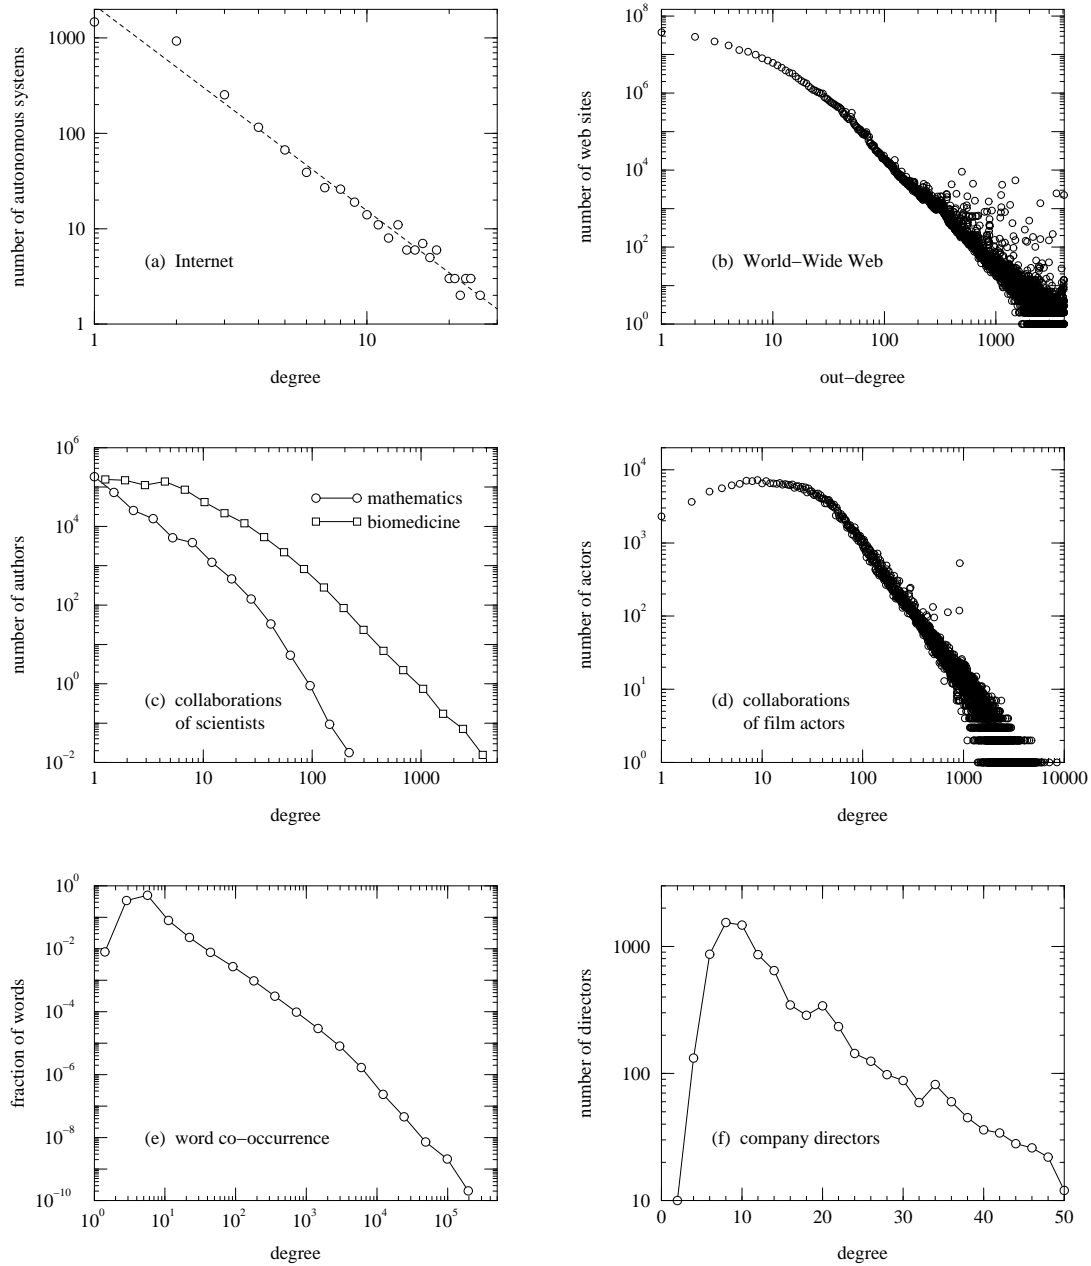 1000
100
10
1
1
10
number of autonomous systems
(a) Internet
degree
10^8
10^6
10^4
10^2
10^0
1
10
100
1000
number of web sites
(b) World−Wide Web
out−degree
10^6
10^4
10^2
10^0
10^−2
1
10
100
1000
number of authors
mathematics
biomedicine
(c) collaborations
of scientists
degree
10^4
10^3
10^2
10^1
10^0
1
10
100
1000
10000
number of actors
(d) collaborations
of film actors
degree
10^0
10^−2
10^−4
10^−6
10^−8
10^−10
10^0
10^1
10^2
10^3
10^4
10^5
fraction of words
(e) word co−occurrence
degree
1000
100
10
0
10
20
30
40
50
number of directors
(f) company directors
degree